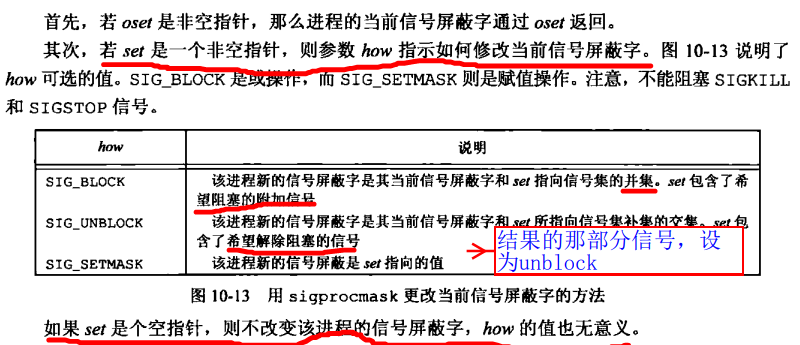 首先，若 oset 是非空指针，那么进程的当前信号屏蔽字通过 oset 返回。
其次，若 set 是一个非空指针，则参数 how 指示如何修改当前信号屏蔽字。图 10-13 说明了
how 可选的值。SIG_BLOCK 是或操作，而 SIG_SETMASK 则是赋值操作。注意，不能阻塞 SIGKILL
和 SIGSTOP 信号。
how 说明
SIG_BLOCK 该进程新的信号屏蔽字是其当前信号屏蔽字和 set 指向信号集的并集。set 包含了希
望阻塞的附加信号
SIG_UNBLOCK 该进程新的信号屏蔽字是其当前信号屏蔽字和 set 所指向信号集补集的交集。set 包
含了希望解除阻塞的信号
结果的那部分信号，设
为unblock
SIG_SETMASK 该进程新的信号屏蔽是 set 指向的值
图 10-13 用 sigprocmask 更改当前信号屏蔽字的方法
如果 set 是个空指针，则不改变该进程的信号屏蔽字，how 的值也无意义。